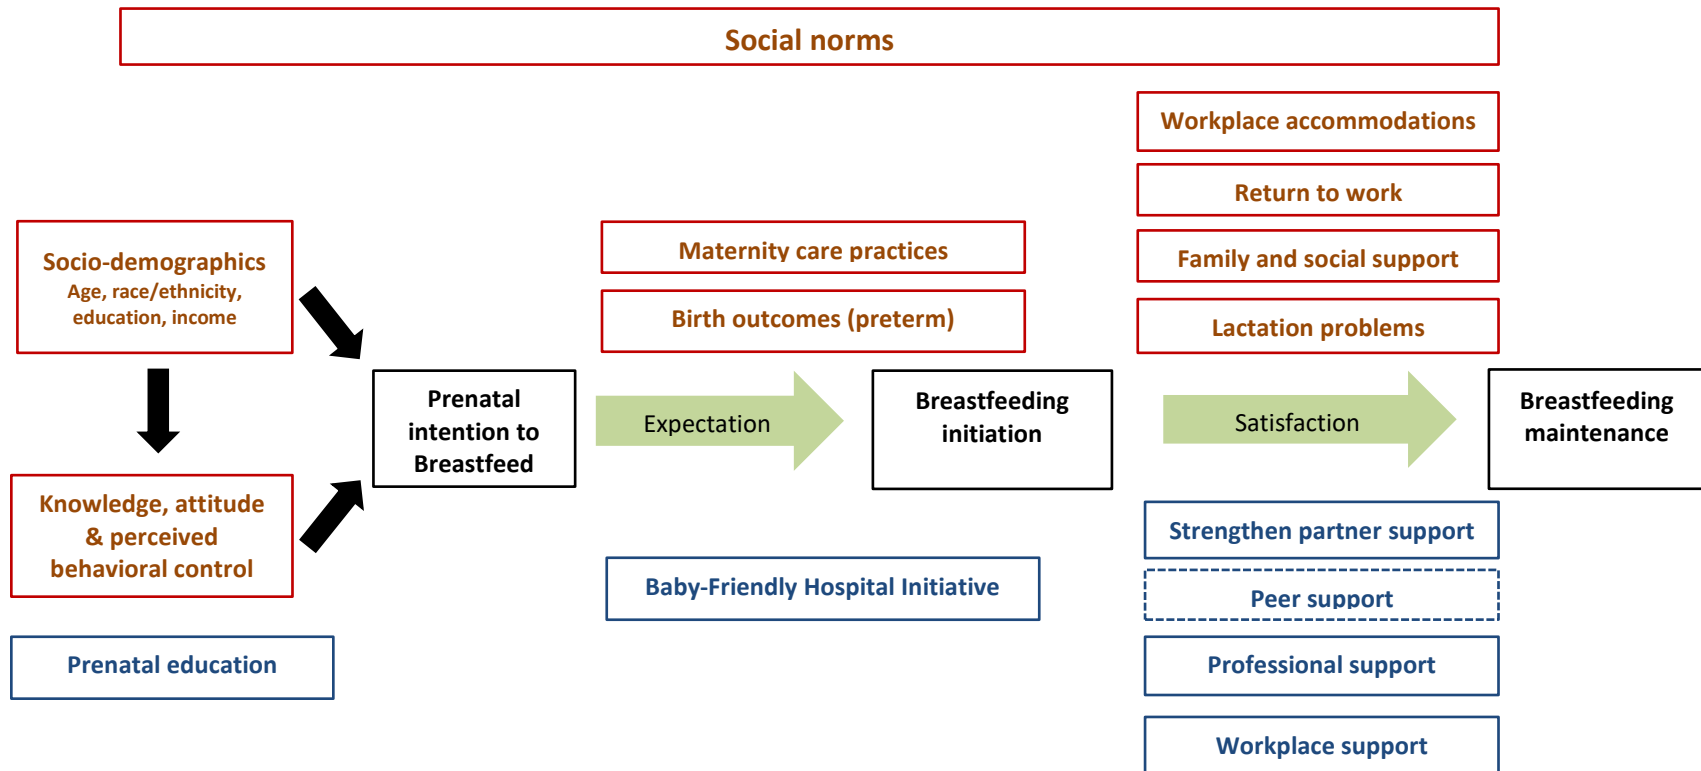 Social norms
Workplace accommodations
Return to work
Family and social support
Lactation problems
Maternity care practices
Birth outcomes (preterm)
Socio-demographics
Age, race/ethnicity,
education, income
Prenatal
intention to
Breastfeed
Expectation
Breastfeeding
initiation
Satisfaction
Breastfeeding
maintenance
Knowledge, attitude
& perceived
behavioral control
Prenatal education
Baby-Friendly Hospital Initiative
Strengthen partner support
Peer support
Professional support
Workplace support